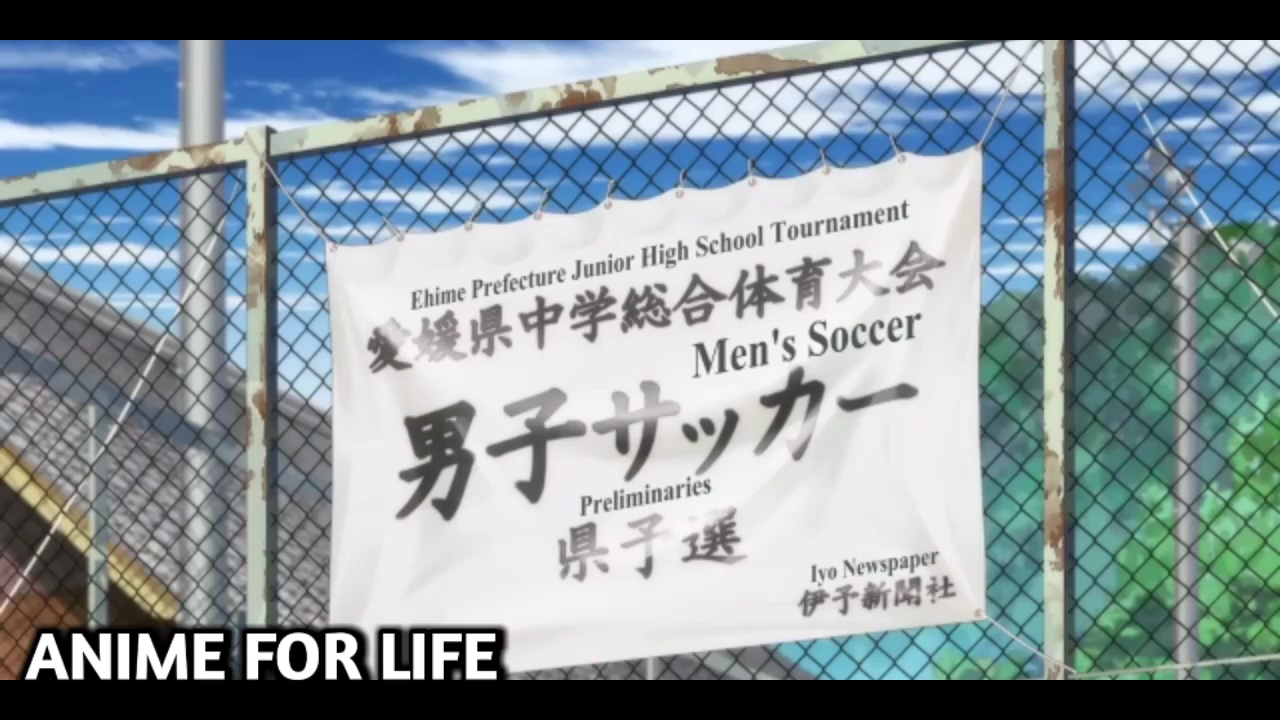 Ehime Prefecture Junior High School Tournament
愛媛県中学総合体育大会
Men's Soccer
男子サッカー
Preliminaries
県予選
Iyo Newspaper
伊予新聞社
ANIME FOR LIFE